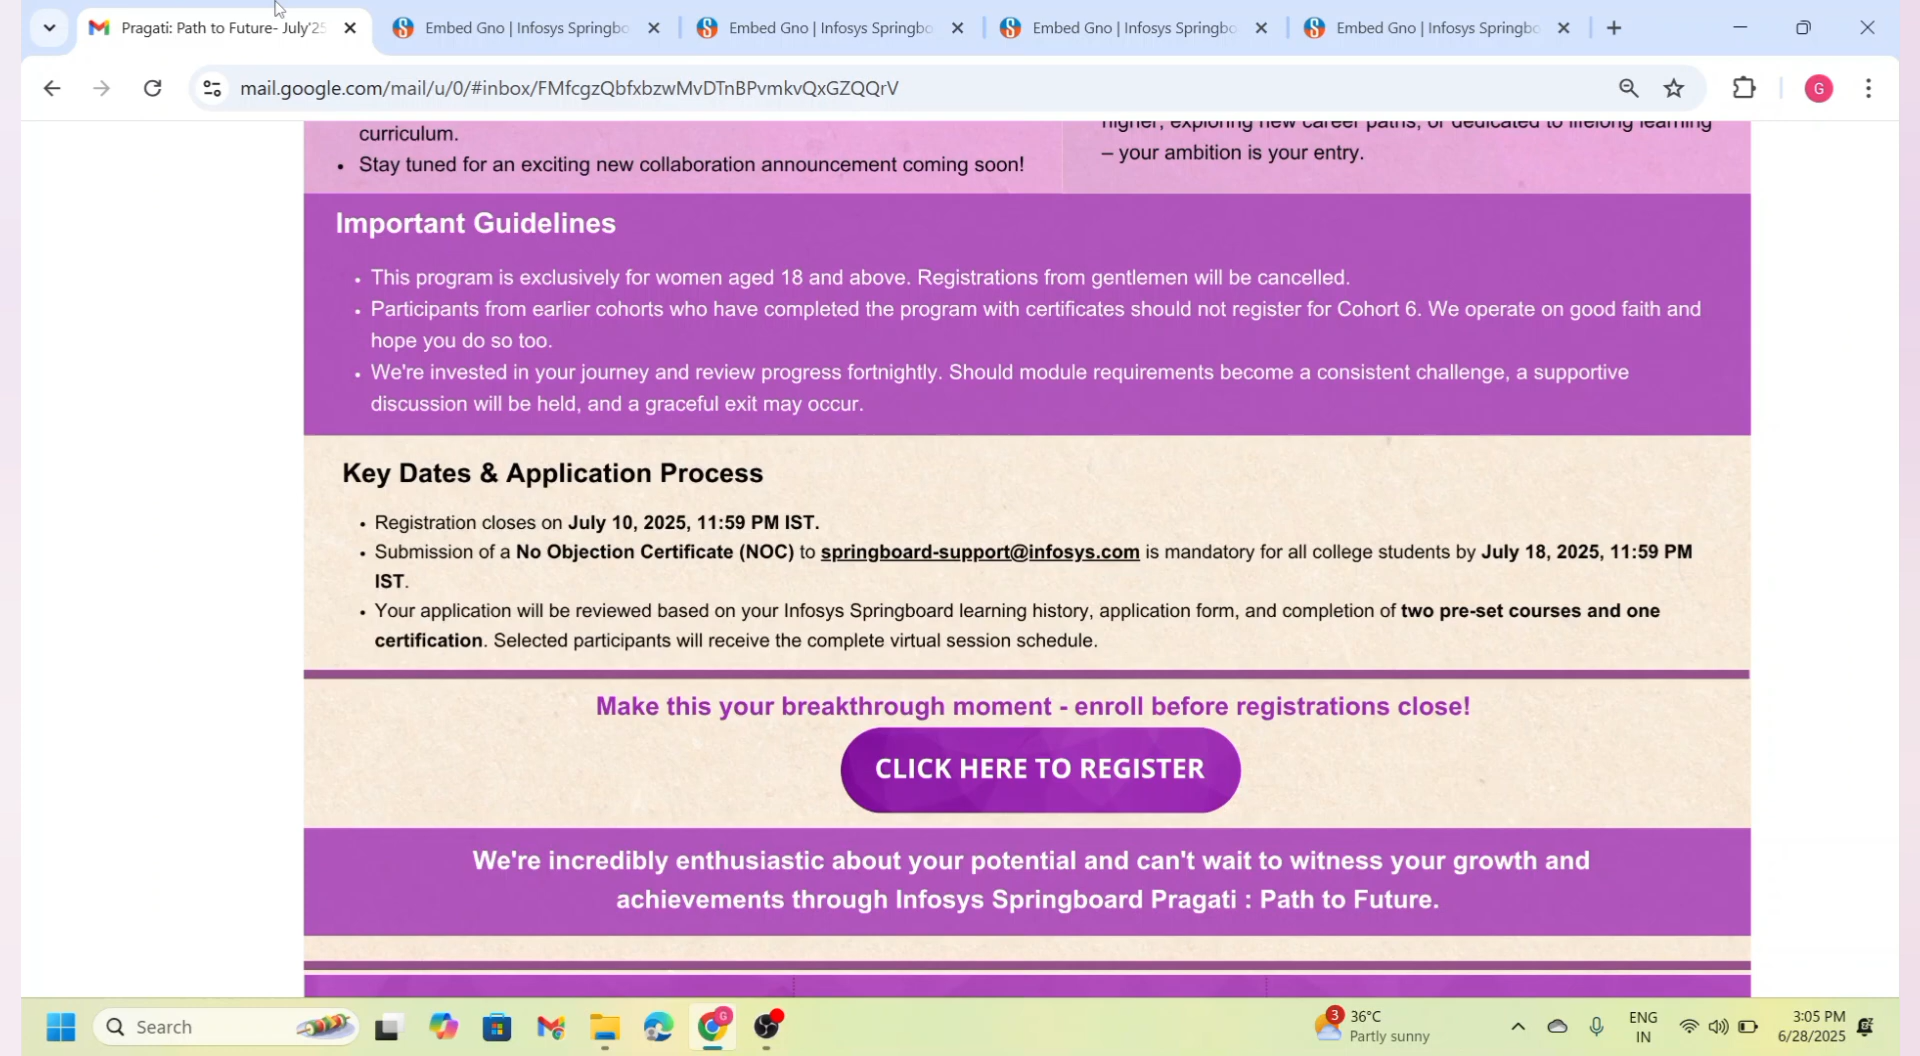 Pragati: Path to Future- July'25
Embed Gno | Infosys Springbo
Embed Gno | Infosys Springbo
Embed Gno | Infosys Springbo
Embed Gno | Infosys Springbo
mail.google.com/mail/u/0/#inbox/FMfcgzQbfxbzwMvDTnBPvmkvQxGZQQrV
G
curriculum.
• Stay tuned for an exciting new collaboration announcement coming soon!
higher, exploring new career paths, or dedicated to lifelong learning
– your ambition is your entry.
Important Guidelines
• This program is exclusively for women aged 18 and above. Registrations from gentlemen will be cancelled.
• Participants from earlier cohorts who have completed the program with certificates should not register for Cohort 6. We operate on good faith and
hope you do so too.
• We're invested in your journey and review progress fortnightly. Should module requirements become a consistent challenge, a supportive
discussion will be held, and a graceful exit may occur.
Key Dates & Application Process
• Registration closes on July 10, 2025, 11:59 PM IST.
• Submission of a No Objection Certificate (NOC) to springboard-support@infosys.com is mandatory for all college students by July 18, 2025, 11:59 PM
IST.
• Your application will be reviewed based on your Infosys Springboard learning history, application form, and completion of two pre-set courses and one
certification. Selected participants will receive the complete virtual session schedule.
Make this your breakthrough moment - enroll before registrations close!
CLICK HERE TO REGISTER
We're incredibly enthusiastic about your potential and can't wait to witness your growth and
achievements through Infosys Springboard Pragati : Path to Future.
Search
G
3
36°C
Partly sunny
ENG
IN
3:05 PM
6/28/2025